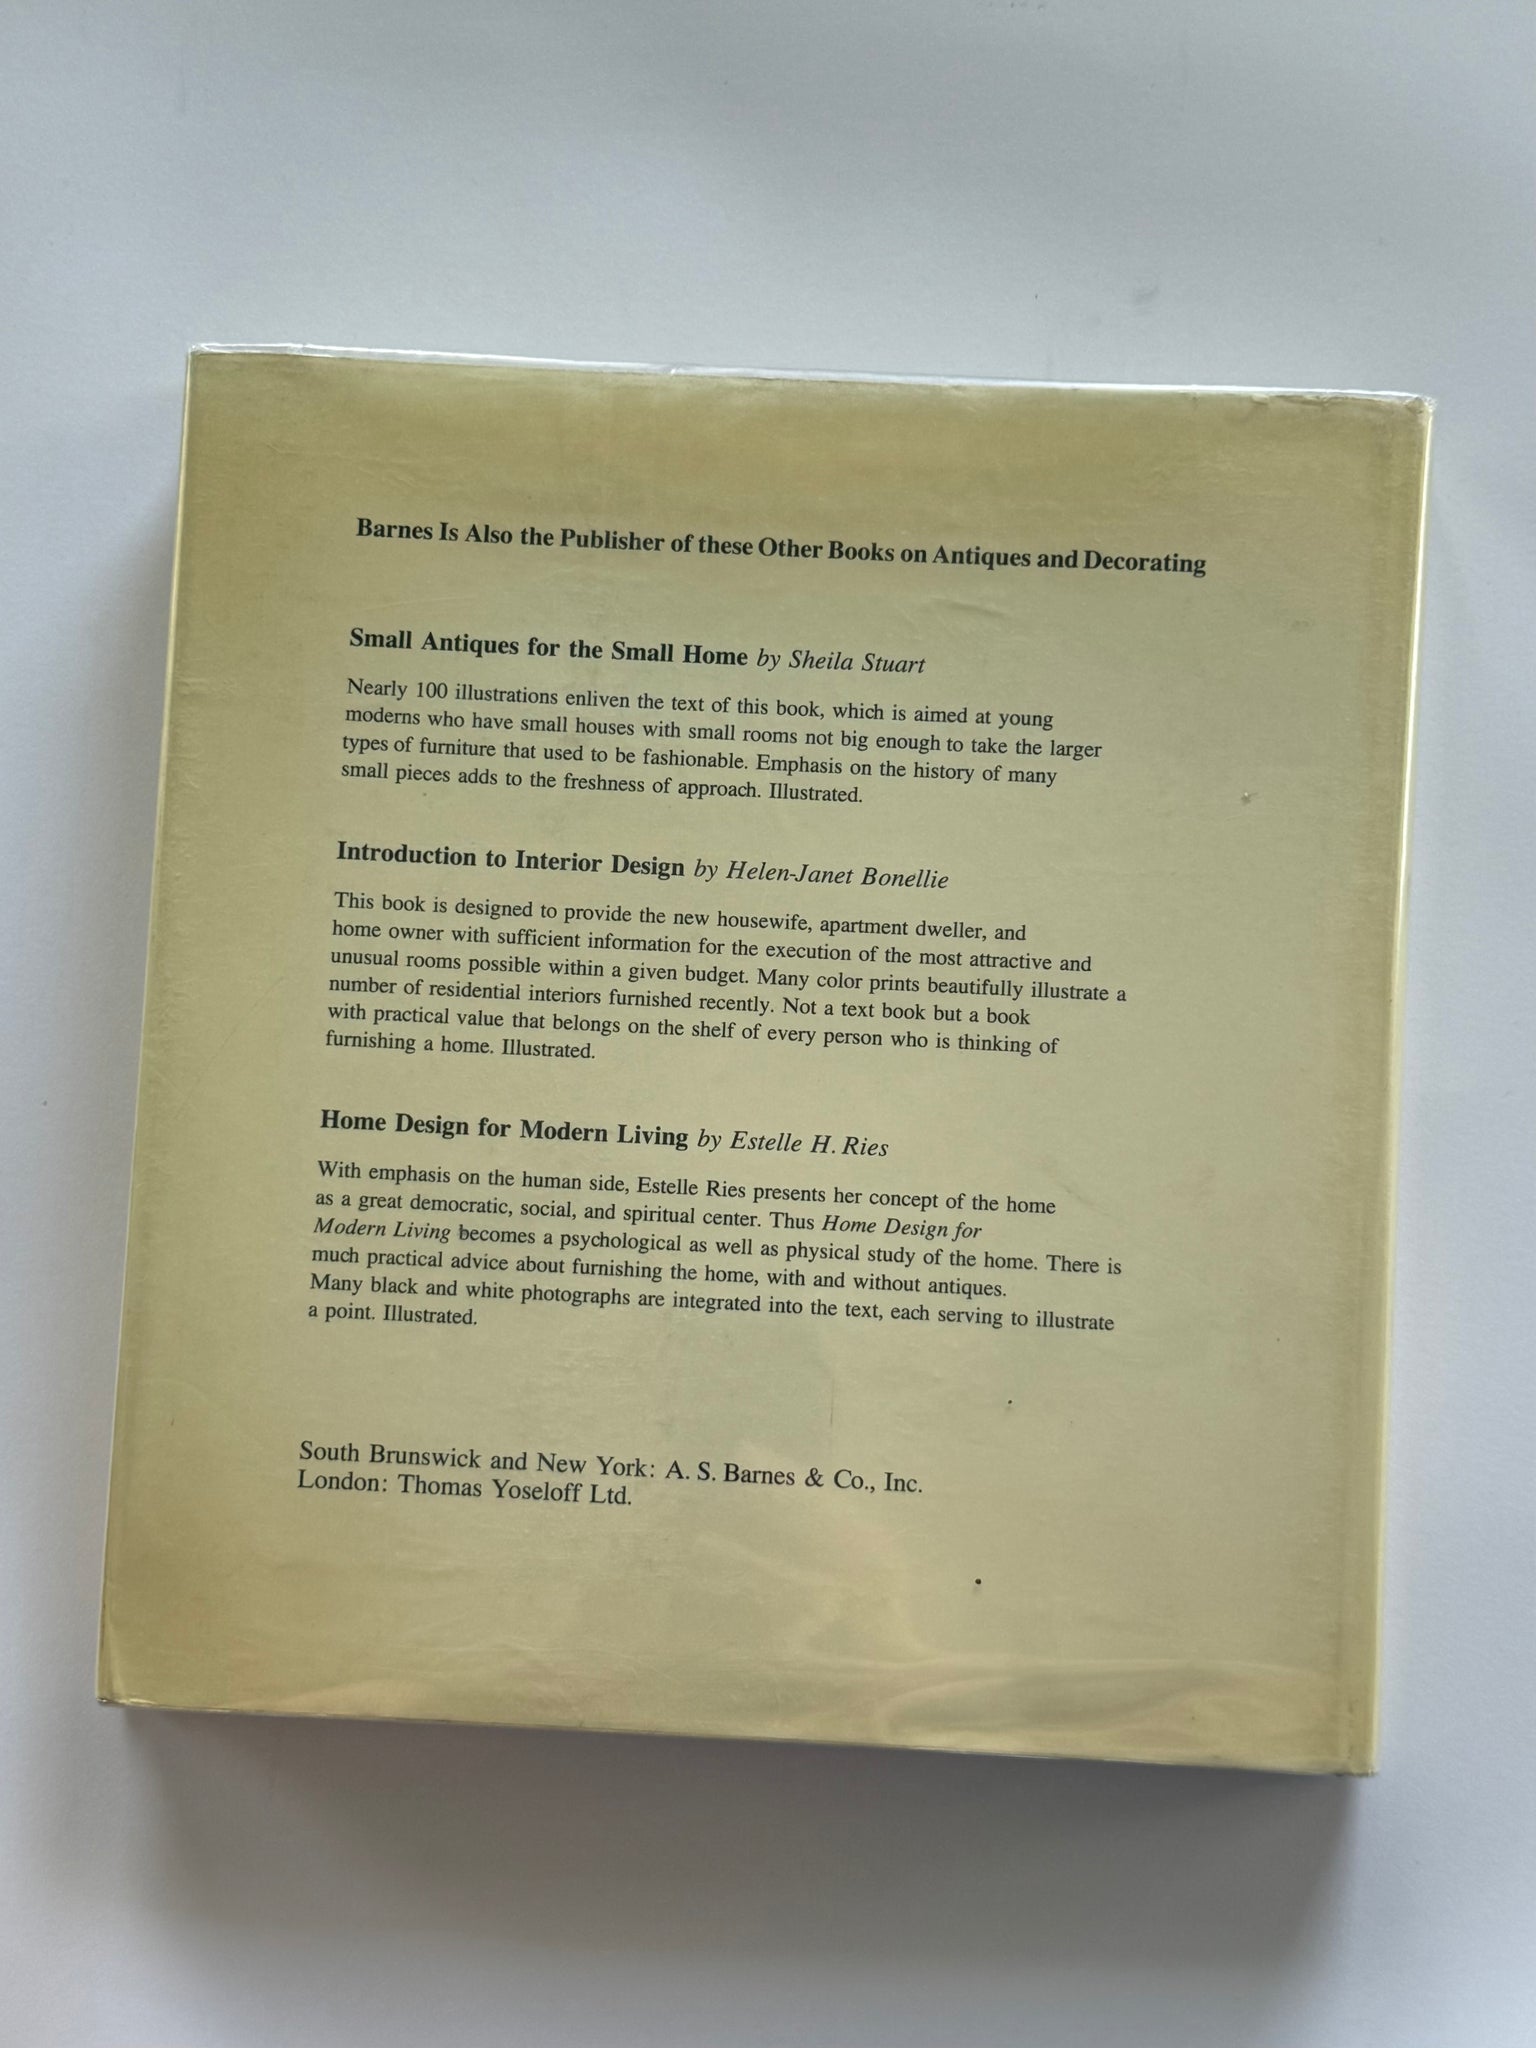 Barnes Is Also the Publisher of these Other Books on Antiques and Decorating
Small Antiques for the Small Home by Sheila Stuart
Nearly 100 illustrations enliven the text of this book, which is aimed at young
moderns who have small houses with small rooms not big enough to take the larger
types of furniture that used to be fashionable. Emphasis on the history of many
small pieces adds to the freshness of approach. Illustrated.
Introduction to Interior Design by Helen-Janet Bonellie
This book is designed to provide the new housewife, apartment dweller, and
home owner with sufficient information for the execution of the most attractive and
unusual rooms possible within a given budget. Many color prints beautifully illustrate a
number of residential interiors furnished recently. Not a text book but a book
with practical value that belongs on the shelf of every person who is thinking of
furnishing a home. Illustrated.
Home Design for Modern Living by Estelle H. Ries
With emphasis on the human side, Estelle Ries presents her concept of the home
as a great democratic, social, and spiritual center. Thus Home Design for
Modern Living becomes a psychological as well as physical study of the home. There is
much practical advice about furnishing the home, with and without antiques.
Many black and white photographs are integrated into the text, each serving to illustrate
a point. Illustrated.
South Brunswick and New York: A. S. Barnes & Co., Inc.
London: Thomas Yoseloff Ltd.